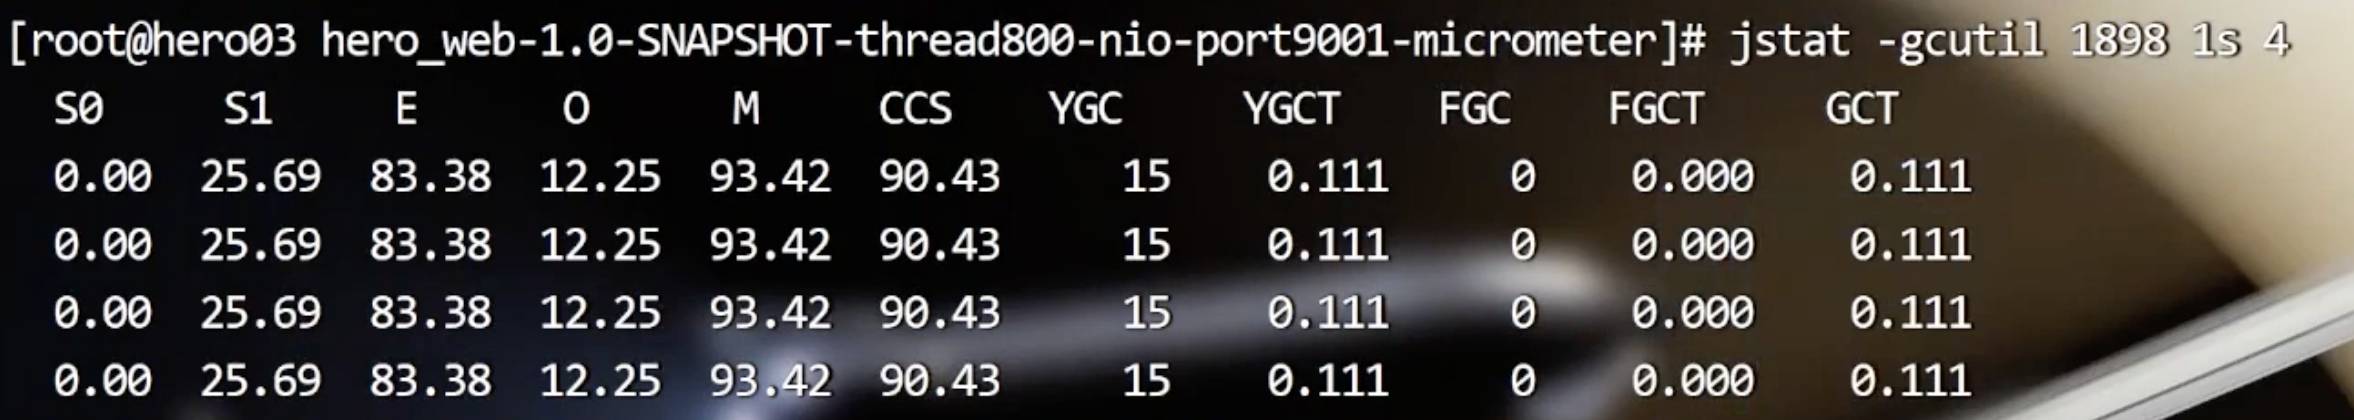 [root@hero03 hero_web-1.0-SNAPSHOT-thread800-nio-port9001-micrometer]# jstat -gcutil 1898 1s 4
S0 S1 E O M CCS YGC YGCT FGC FGCT GCT
0.00 25.69 83.38 12.25 93.42 90.43 15 0.111 0 0.000 0.111
0.00 25.69 83.38 12.25 93.42 90.43 15 0.111 0 0.000 0.111
0.00 25.69 83.38 12.25 93.42 90.43 15 0.111 0 0.000 0.111
0.00 25.69 83.38 12.25 93.42 90.43 15 0.111 0 0.000 0.111